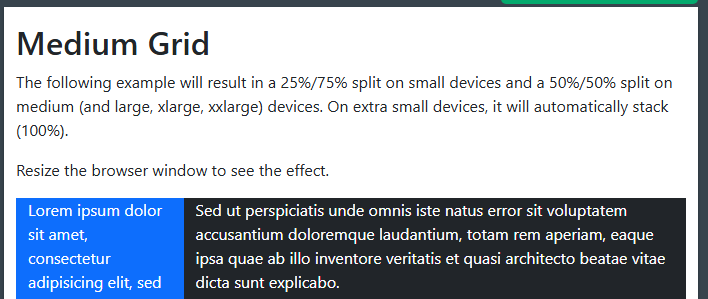 Medium Grid
The following example will result in a 25%/75% split on small devices and a 50%/50% split on
medium (and large, xlarge, xxlarge) devices. On extra small devices, it will automatically stack
(100%).
Resize the browser window to see the effect.
Lorem ipsum dolor
sit amet,
consectetur
adipisicing elit, sed
Sed ut perspiciatis unde omnis iste natus error sit voluptatem
accusantium doloremque laudantium, totam rem aperiam, eaque
ipsa quae ab illo inventore veritatis et quasi architecto beatae vitae
dicta sunt explicabo.